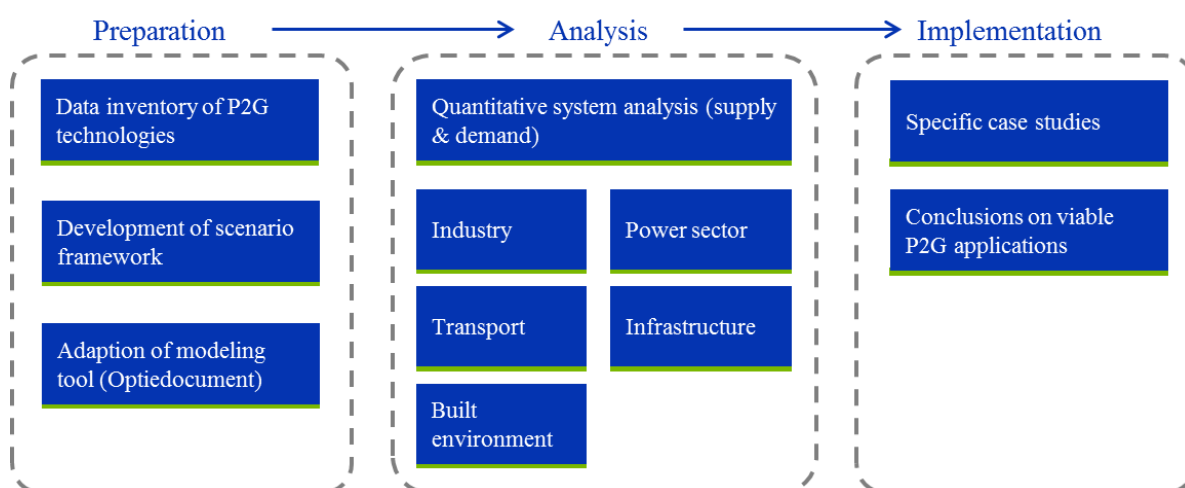 Preparation
Analysis
Implementation
Data inventory of P2G
technologies
Development of scenario
framework
Adaption of modeling
tool (Optiedocument)
Quantitative system analysis (supply
& demand)
Industry
Power sector
Transport
Infrastructure
Built
environment
Specific case studies
Conclusions on viable
P2G applications